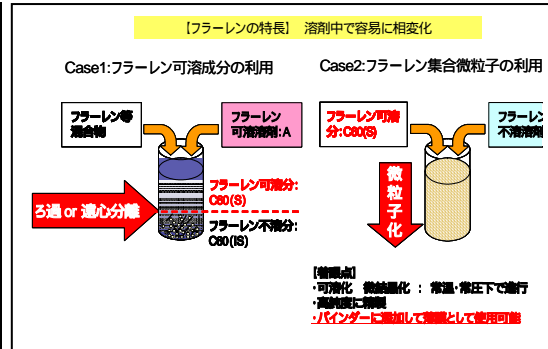 【フラーレンの特長】 溶剤中で容易に相変化
Case1:フラーレン可溶成分の利用
Case2:フラーレン集合微粒子の利用
フラーレン等
混合物
フラーレン
可溶溶剤:A
フラーレン可溶
分:C60(S)
フラーレン
不溶溶剤
フラーレン可溶分:
C60(S)
ろ過 or 遠心分離
フラーレン不溶分:
C60(IS)
微粒子化
【着眼点】
・可溶化 微結晶化 : 常温・常圧下で進行
・高純度に精製
・バインダーに添加して薄膜として使用可能